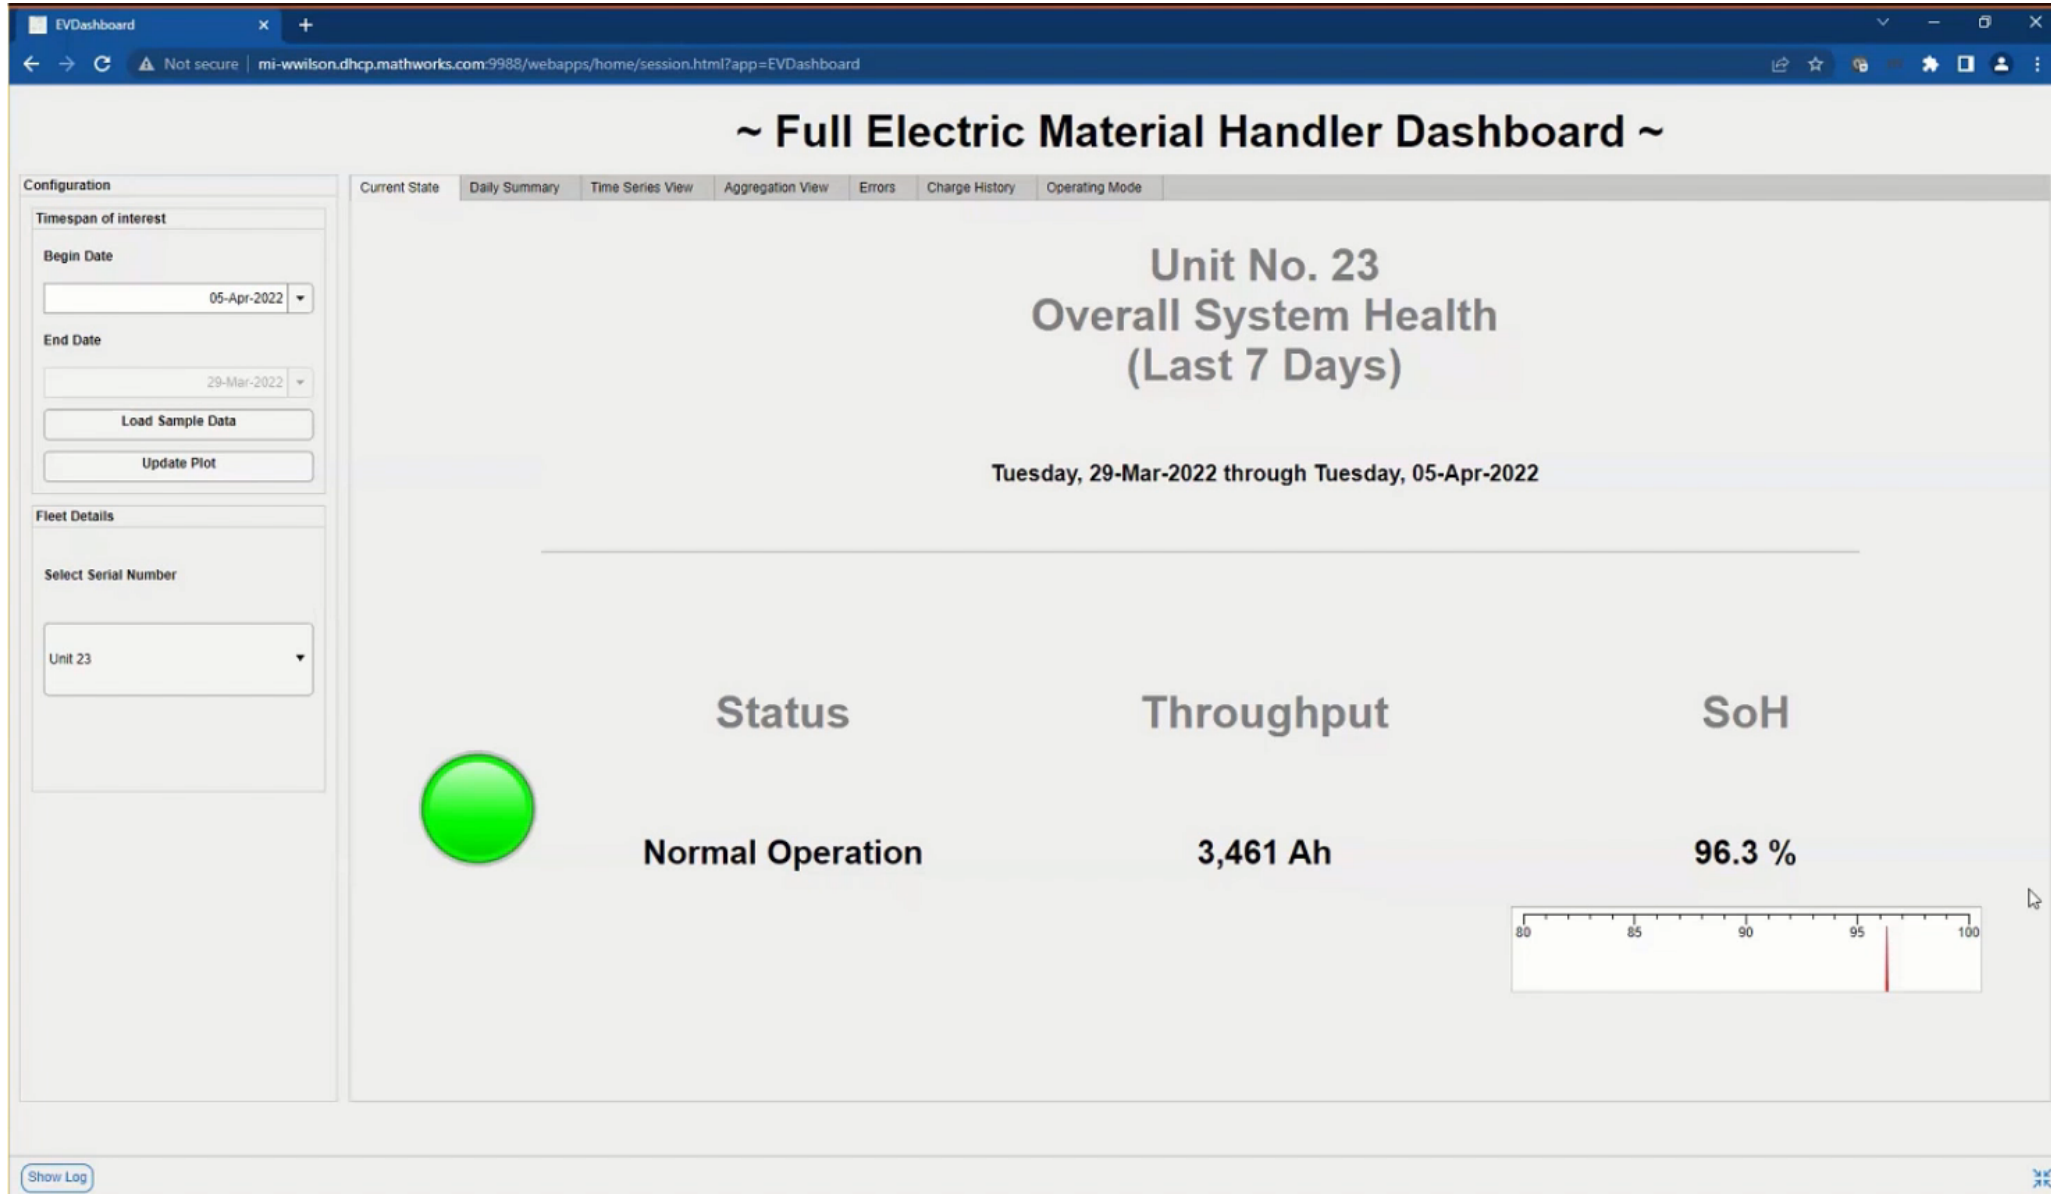 EVDashboard
Not secure | mi-wwilson.dhcp.mathworks.com:9988/webapps/home/session.html?app=EVDashboard
~ Full Electric Material Handler Dashboard ~
Configuration
Timespan of interest
Begin Date
05-Apr-2022
End Date
29-Mar-2022
Load Sample Data
Update Plot
Fleet Details
Select Serial Number
Unit 23
Current State Daily Summary Time Series View Aggregation View Errors Charge History Operating Mode
Unit No. 23
Overall System Health
(Last 7 Days)
Tuesday, 29-Mar-2022 through Tuesday, 05-Apr-2022
Status Throughput SoH
Normal Operation 3,461 Ah 96.3 %
80 85 90 95 100
Show Log